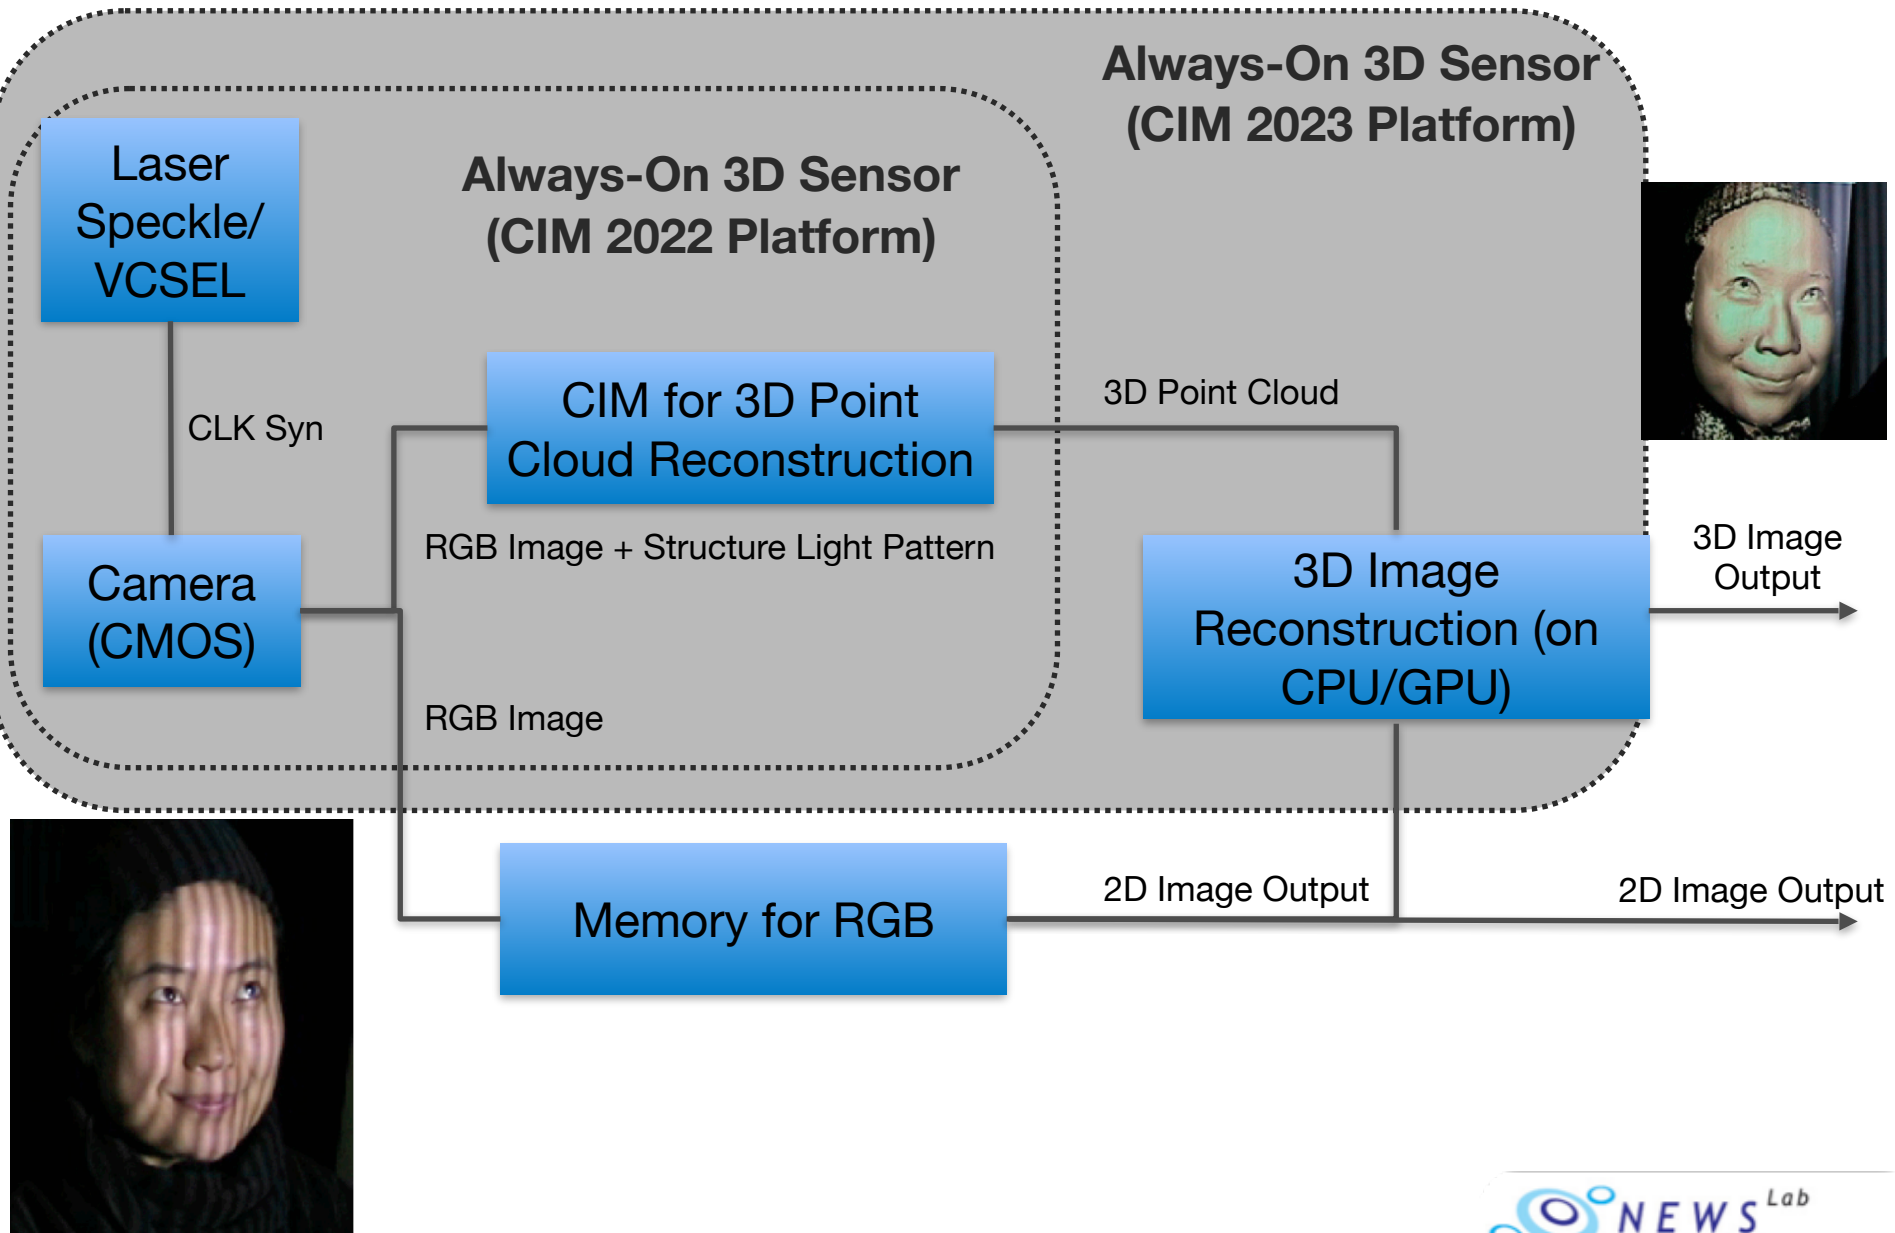 Always-On 3D Sensor
(CIM 2023 Platform)
Always-On 3D Sensor
(CIM 2022 Platform)
Laser
Speckle/
VCSEL
CLK Syn
CIM for 3D Point
Cloud Reconstruction
3D Point Cloud
RGB Image + Structure Light Pattern
Camera
(CMOS)
3D Image
Reconstruction (on
CPU/GPU)
3D Image
Output
RGB Image
Memory for RGB
2D Image Output
2D Image Output
NEWS Lab